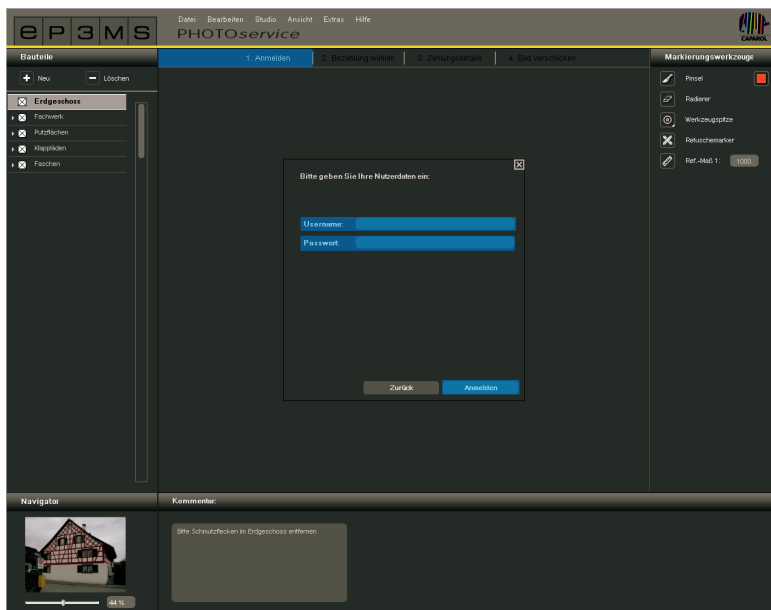 eP3MS
Datei Bearbeiten Studio Ansicht Extras Hilfe
PHOTOservice
CAPAROL
Bauteile
1. Anmelden
2. Bezahlung wählen
3. Zahlungsdetails
4. Bild verschicken
Markierungswerkzeuge
Neu
Löschen
Erdgeschoss
Fachwerk
Putzflächen
Klappläden
Faschen
Pinsel
Radierer
Werkzeugspitze
Retuschemarker
Ref.-Maß 1: 1000
Bitte geben Sie Ihre Nutzerdaten ein:
Username:
Passwort:
Zurück
Anmelden
Navigator
Kommentar:
Bitte Schmutzflecken im Erdgeschoss entfernen
44 %